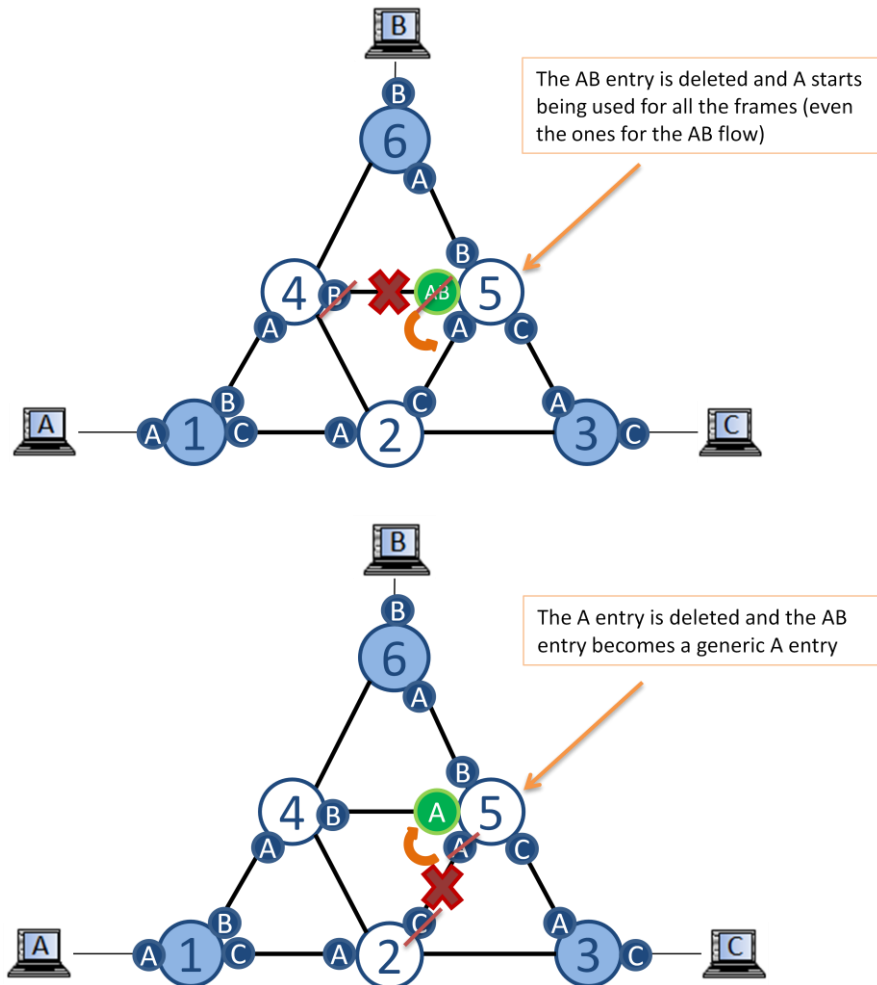 B
The AB entry is deleted and A starts
being used for all the frames (even
the ones for the AB flow)
B
6
A
B
4 B AB 5
A A C
B C A
A A 1 C A 2 3 C C
B
The A entry is deleted and the AB
entry becomes a generic A entry
B
6
A
B
4 B A 5
A A C
B C A
A A 1 C A 2 3 C C